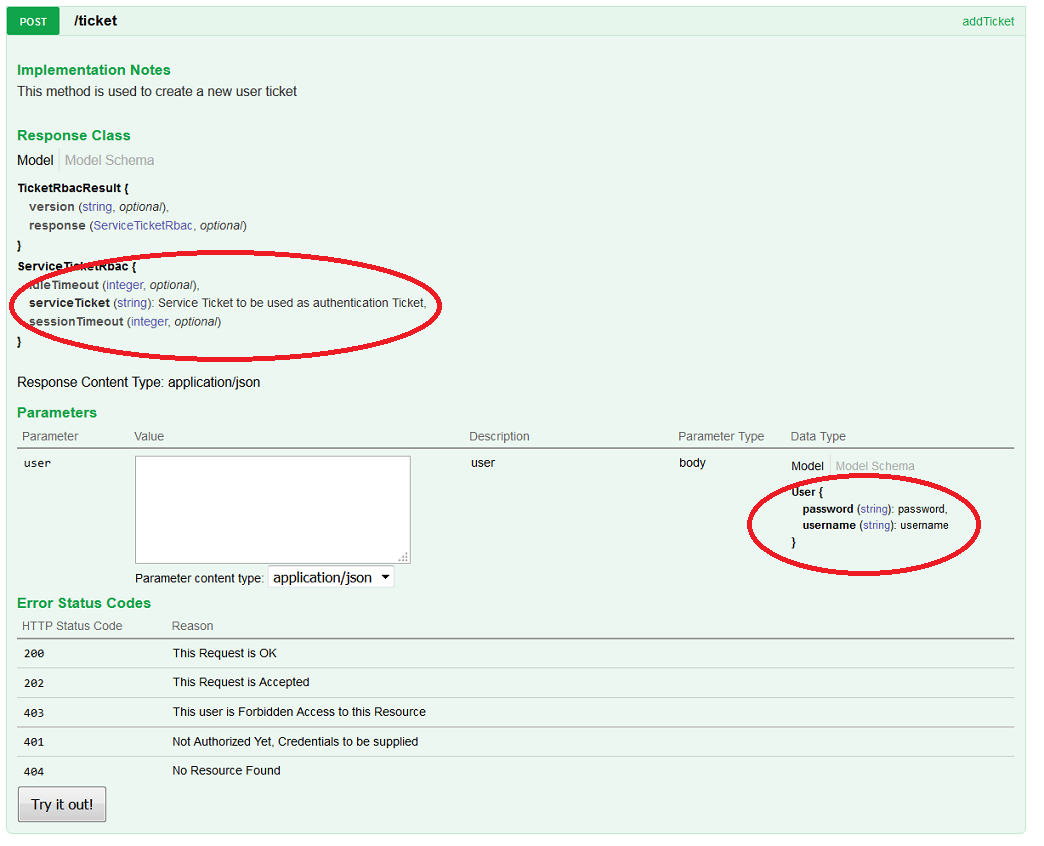 POST /ticket addTicket
Implementation Notes
This method is used to create a new user ticket
Response Class
Model Model Schema
TicketRbacResult {
version (string, optional),
response (ServiceTicketRbac, optional)
}
ServiceTicketRbac {
idleTimeout (integer, optional),
serviceTicket (string): Service Ticket to be used as authentication Ticket,
sessionTimeout (integer, optional)
}
Response Content Type: application/json
Parameters
Parameter Value Description Parameter Type Data Type
user user body Model Model Schema
User {
password (string): password,
username (string): username
}
Parameter content type: application/json
Error Status Codes
HTTP Status Code Reason
200 This Request is OK
202 This Request is Accepted
403 This user is Forbidden Access to this Resource
401 Not Authorized Yet, Credentials to be supplied
404 No Resource Found
Try it out!